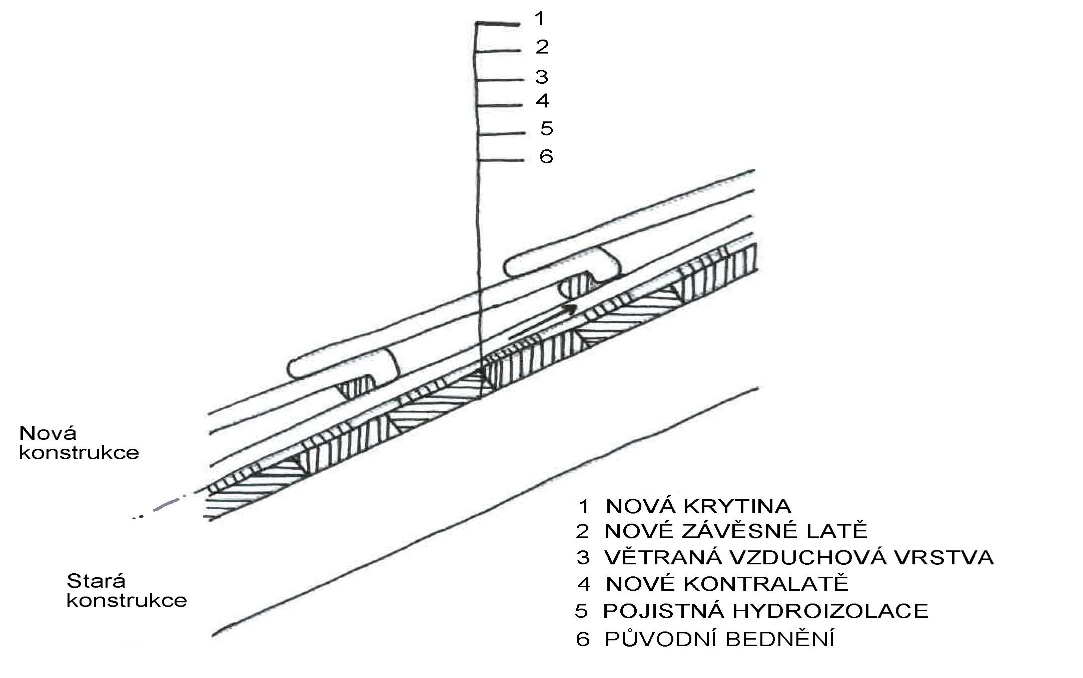 1
2
3
4
5
6
Nová
konstrukce
Stará
konstrukce
1 NOVÁ KRYTINA
2 NOVÉ ZÁVĚSNÉ LATĚ
3 VĚTRANÁ VZDUCHOVÁ VRSTVA
4 NOVÉ KONTRALATĚ
5 POJISTNÁ HYDROIZOLACE
6 PŮVODNÍ BEDNĚNÍ